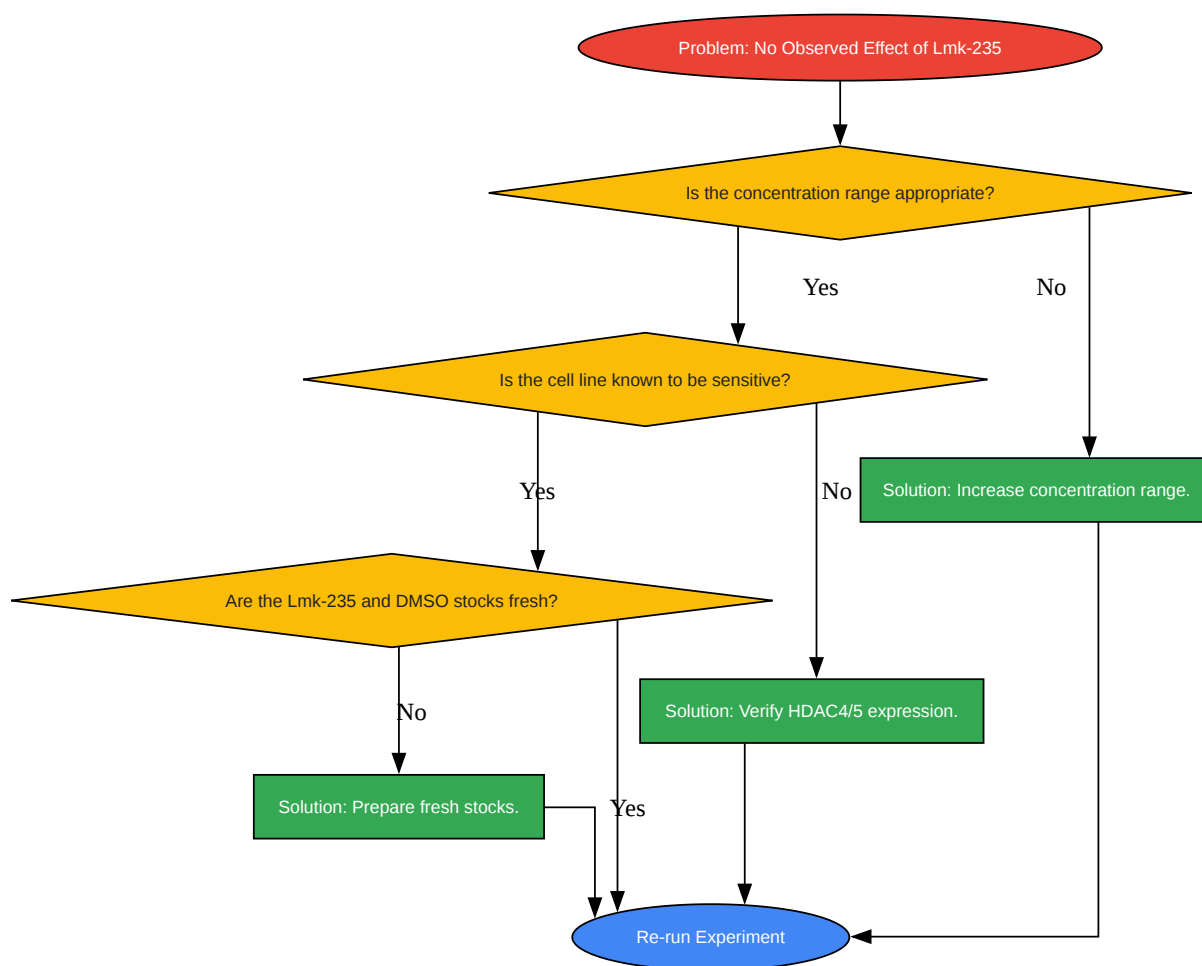 Problem: No Observed Effect of Lmk-235
Is the concentration range appropriate?
Yes
No
Is the cell line known to be sensitive?
Yes
No
Solution: Increase concentration range.
Are the Lmk-235 and DMSO stocks fresh?
No
Solution: Verify HDAC4/5 expression.
Solution: Prepare fresh stocks.
Yes
Re-run Experiment